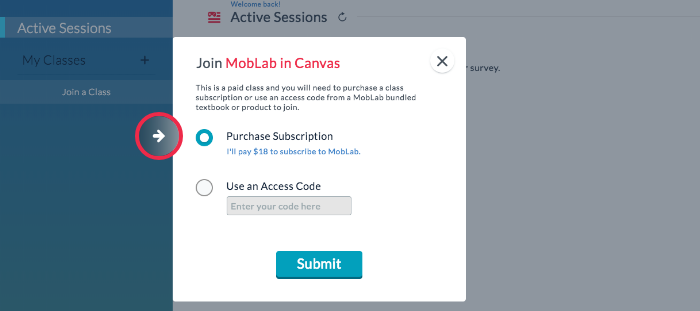 Welcome back!
Active Sessions
Active Sessions
My Classes +
Join a Class
survey.
Join MobLab in Canvas
This is a paid class and you will need to purchase a class
subscription or use an access code from a MobLab bundled
textbook or product to join.
Purchase Subscription
I'll pay $18 to subscribe to MobLab.
Use an Access Code
Enter your code here
Submit